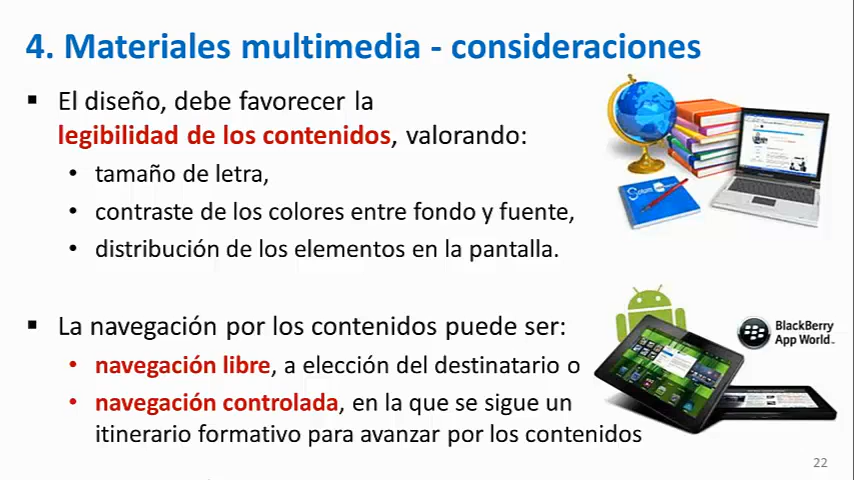 4. Materiales multimedia - consideraciones
▪ El diseño, debe favorecer la
legibilidad de los contenidos, valorando:
• tamaño de letra,
• contraste de los colores entre fondo y fuente,
• distribución de los elementos en la pantalla.
▪ La navegación por los contenidos puede ser:
• navegación libre, a elección del destinatario o
• navegación controlada, en la que se sigue un
itinerario formativo para avanzar por los contenidos
BlackBerry
App World™
22